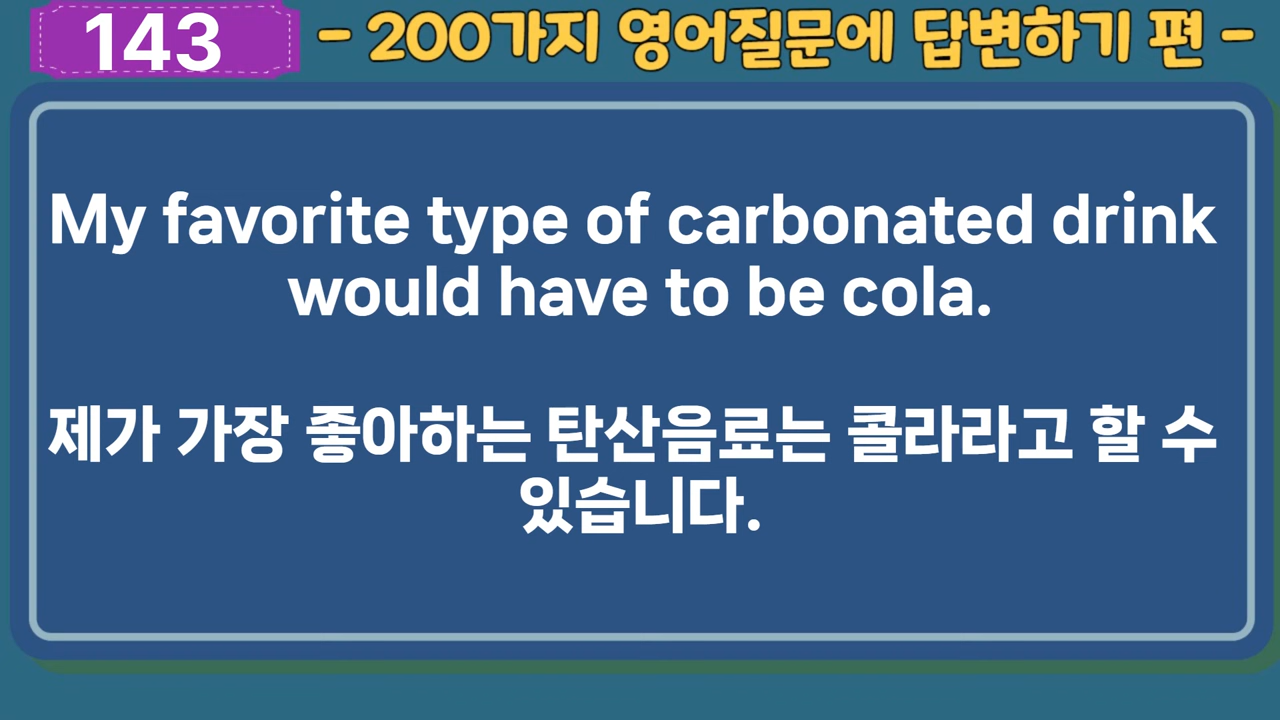 143
- 200가지 영어질문에 답변하기 편 -
My favorite type of carbonated drink
would have to be cola.
제가 가장 좋아하는 탄산음료는 콜라라고 할 수
있습니다.